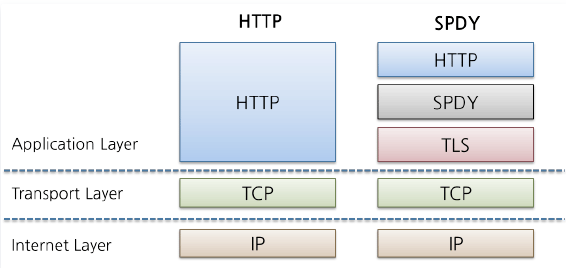 HTTP SPDY
HTTP
HTTP
SPDY
Application Layer TLS
Transport Layer TCP TCP
Internet Layer IP IP